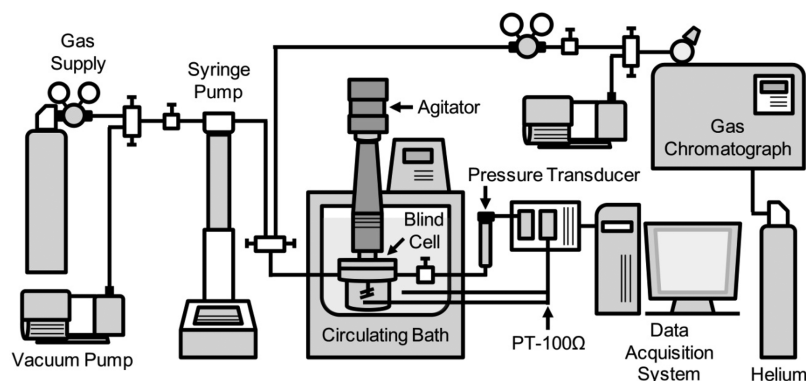 Gas
Supply
Syringe
Pump
Agitator
Gas
Chromatograph
Pressure Transducer
Blind
Cell
Circulating Bath
PT-100Ω
Vacuum Pump
Data
Acquisition
System
Helium